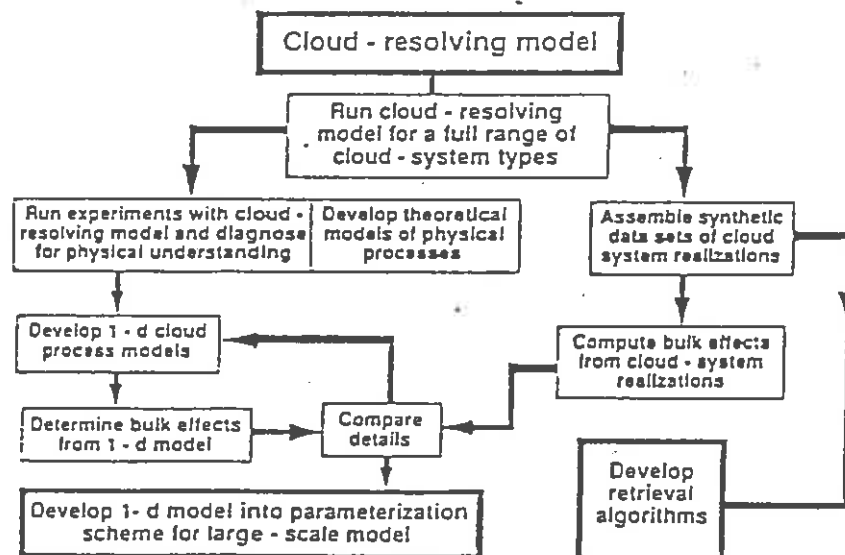 Cloud - resolving model
Run cloud - resolving
model for a full range of
cloud - system types
Run experiments with cloud -
resolving model and diagnose
for physical understanding
Develop theoretical
models of physical
processes
Assemble synthetic
data sets of cloud
system realizations
Develop 1 - d cloud
process models
Compute bulk effects
from cloud - system
realizations
Determine bulk effects
from 1 - d model
Compare
details
Develop 1- d model into parameterization
scheme for large - scale model
Develop
retrieval
algorithms